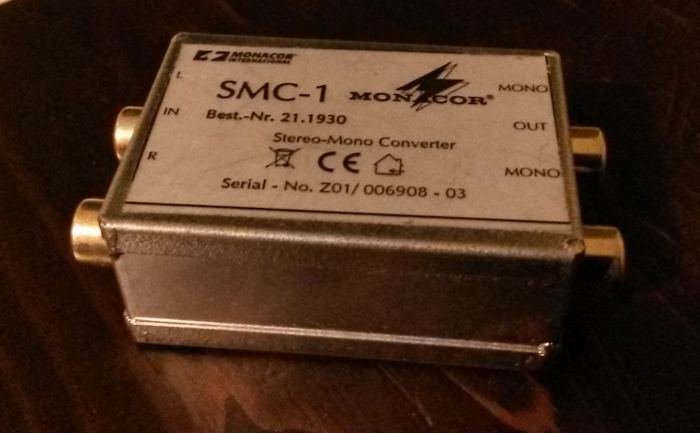 MONACOR
INTERNATIONAL
L
IN
R
SMC-1
MONACOR®
Best.-Nr. 21.1930
Stereo-Mono Converter
CE
Serial - No. Z01/ 006908 - 03
MONO
OUT
MONO